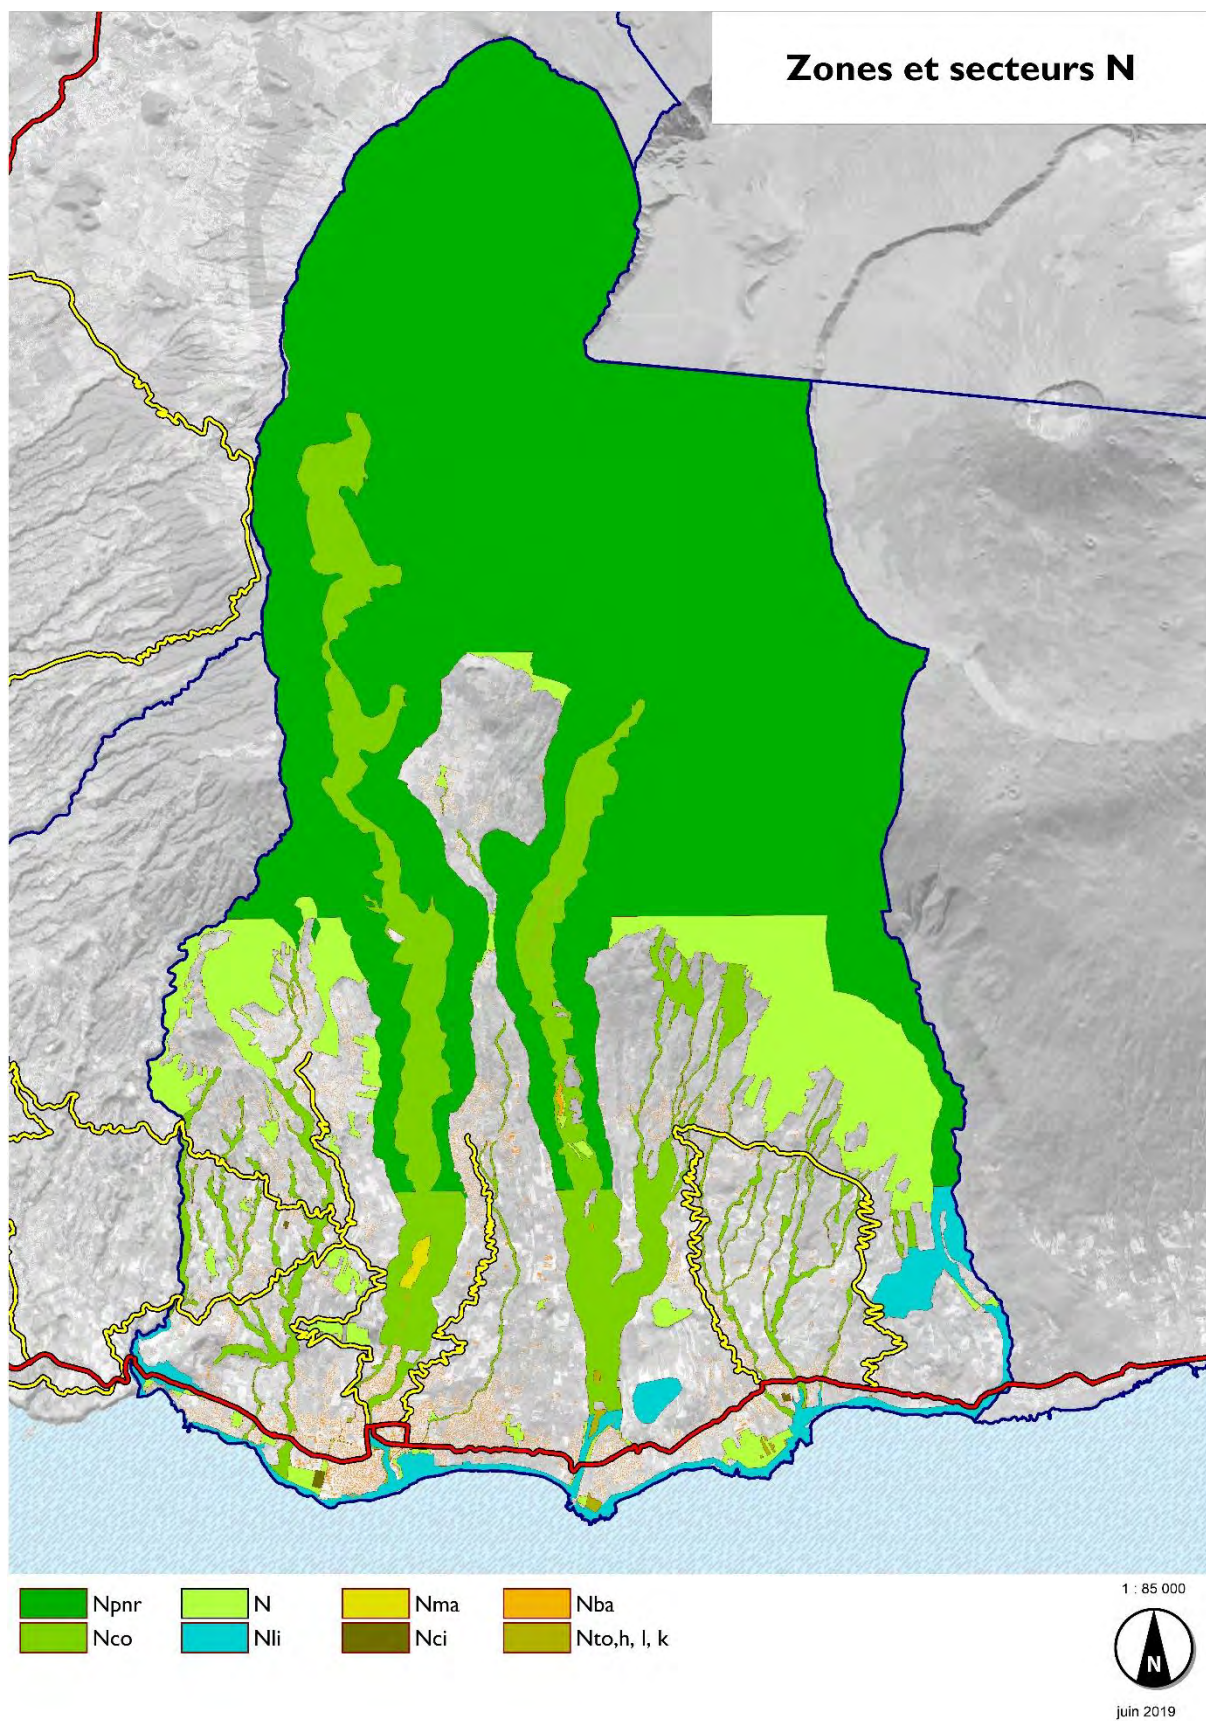 Zones et secteurs N
Npnr
N
Nma
Nba
Nco
Nli
Nci
Nto,h, l, k
1 : 85 000
N
juin 2019